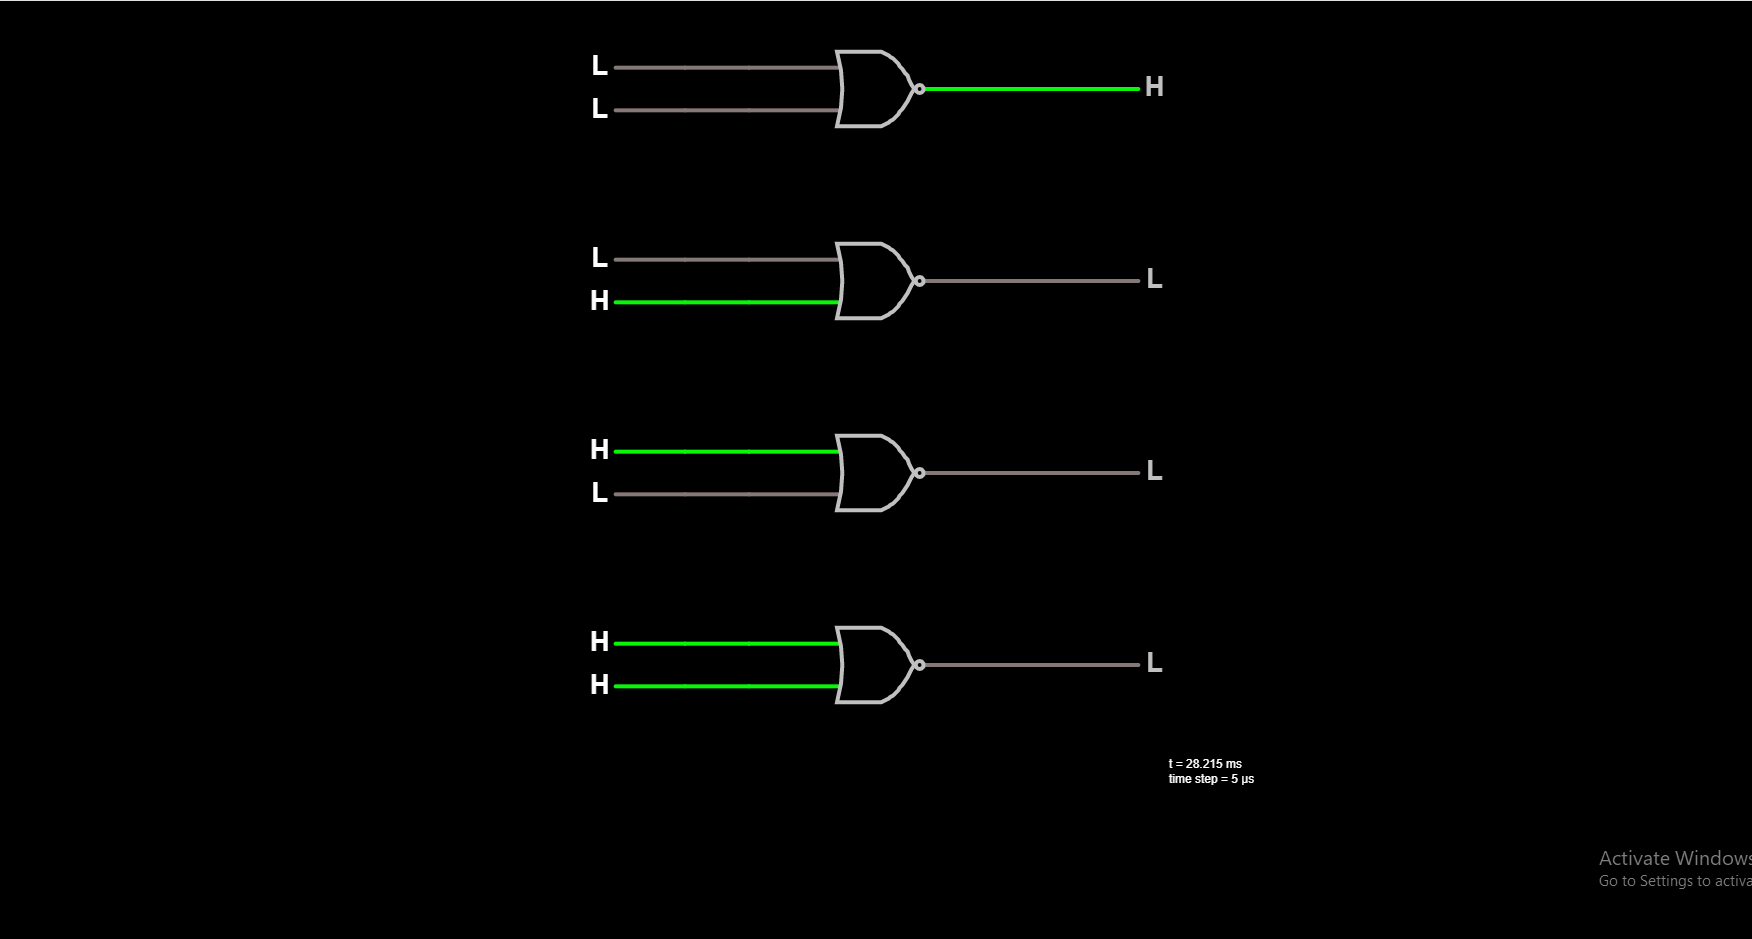 L
L
H
L
H
L
H
L
L
H
H
L
t = 28.215 ms
time step = 5 µs
Activate Windows
Go to Settings to activa